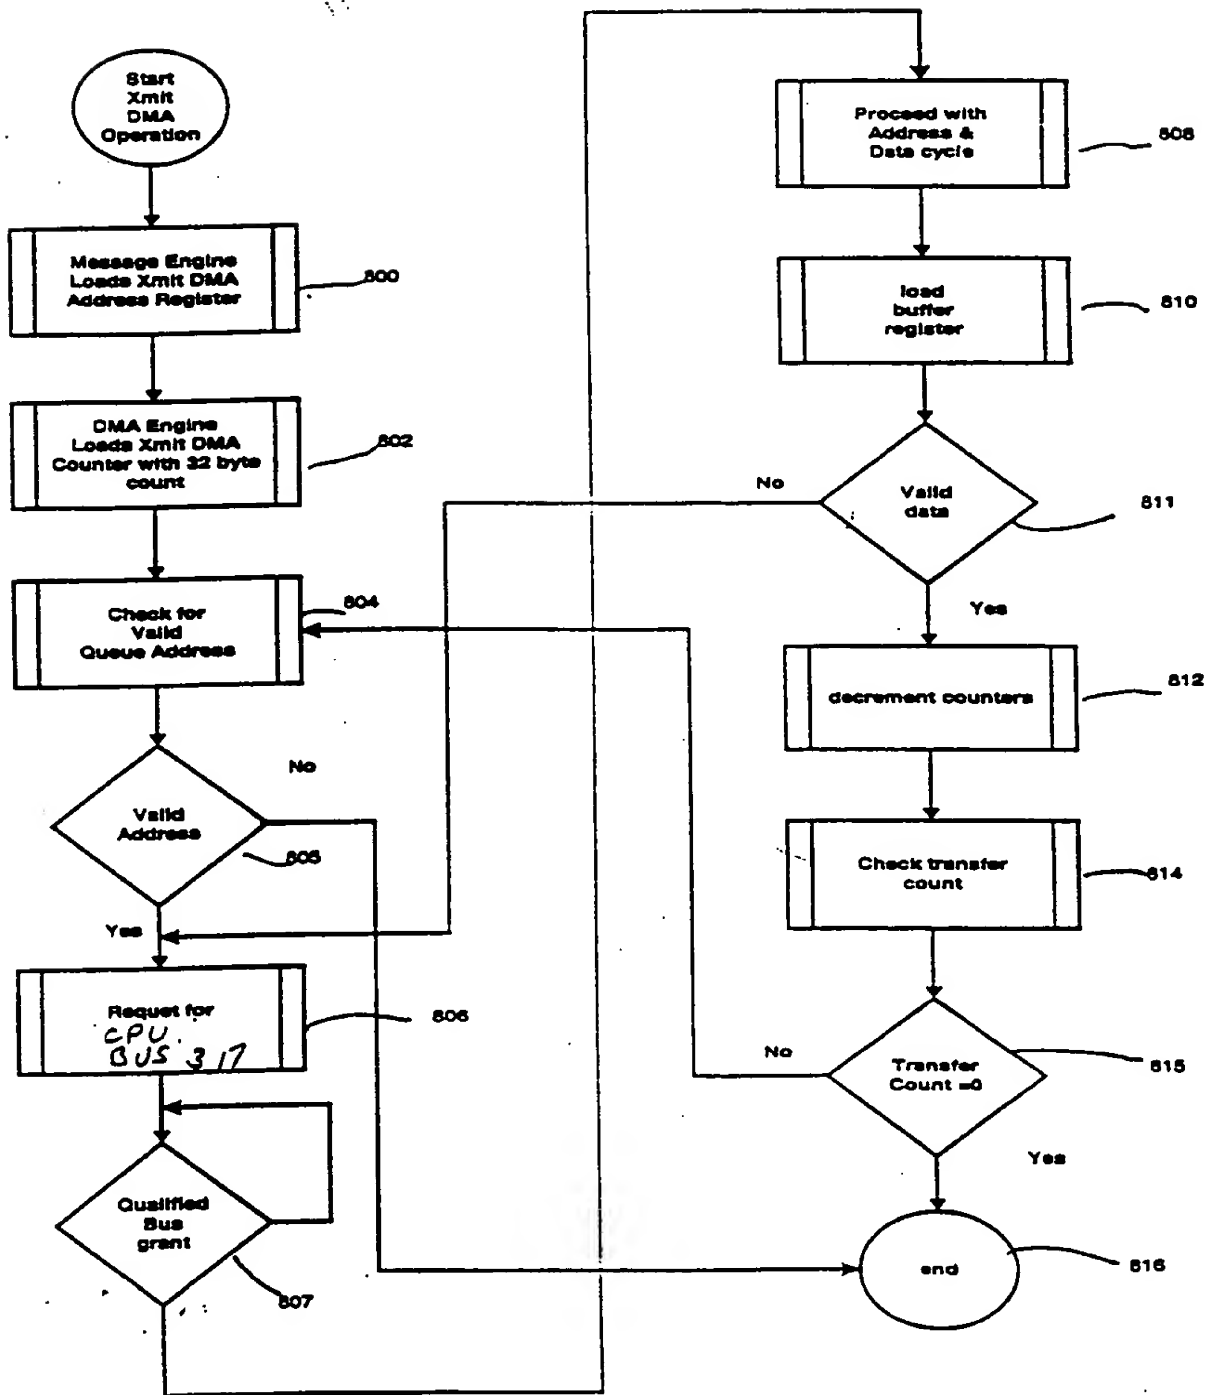 Start
Xmit
DMA
Operation
Message Engine
Loads Xmit DMA
Address Register
800
DMA Engine
Loads Xmit DMA
Counter with 32 byte
count
802
Check for
Valid
Queue Address
804
Valid
Address
805
No
Yes
Requet for
CPU
BUS 317
806
Qualified
Bus
grant
807
Proceed with
Address &
Data cycle
808
load
buffer
register
810
Valid
data
811
No
Yes
decrement counters
812
Check transfer
count
814
Transfer
Count =0
815
No
Yes
end
816